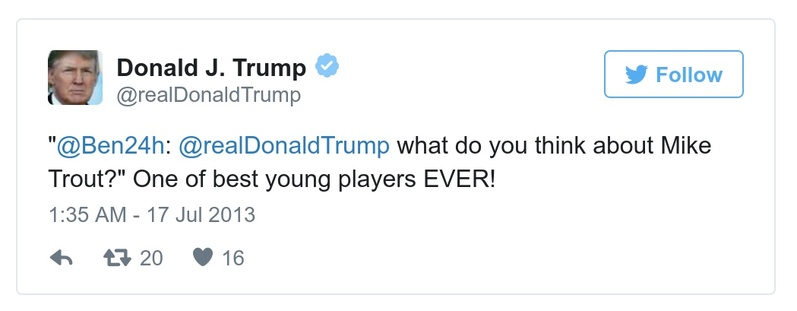 Donald J. Trump
@realDonaldTrump
Follow
"@Ben24h: @realDonaldTrump what do you think about Mike
Trout?" One of best young players EVER!
1:35 AM - 17 Jul 2013
20 16